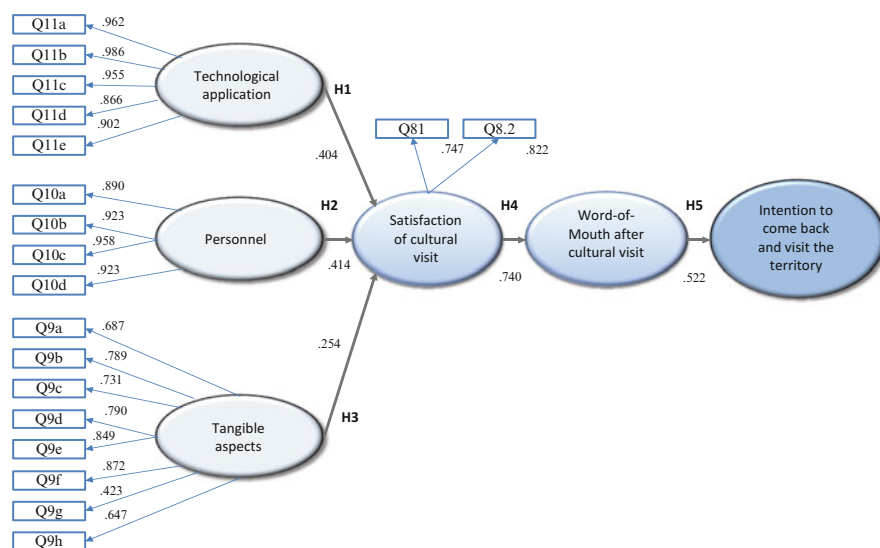 Q11a
.962
Q11b
.986
Q11c
.955
Q11d
.866
Q11e
.902
Technological
application
H1
.404
Q81
Q8.2
.747
.822
Q10a
.890
Q10b
.923
Q10c
.958
Q10d
.923
Personnel
H2
.414
Satisfaction
of cultural
visit
H4
.740
Word-of-
Mouth after
cultural visit
H5
.522
Intention to
come back
and visit the
territory
Q9a
.687
Q9b
.789
Q9c
.731
Q9d
.790
Q9e
.849
Q9f
.872
Q9g
.423
Q9h
.647
Tangible
aspects
.254
H3